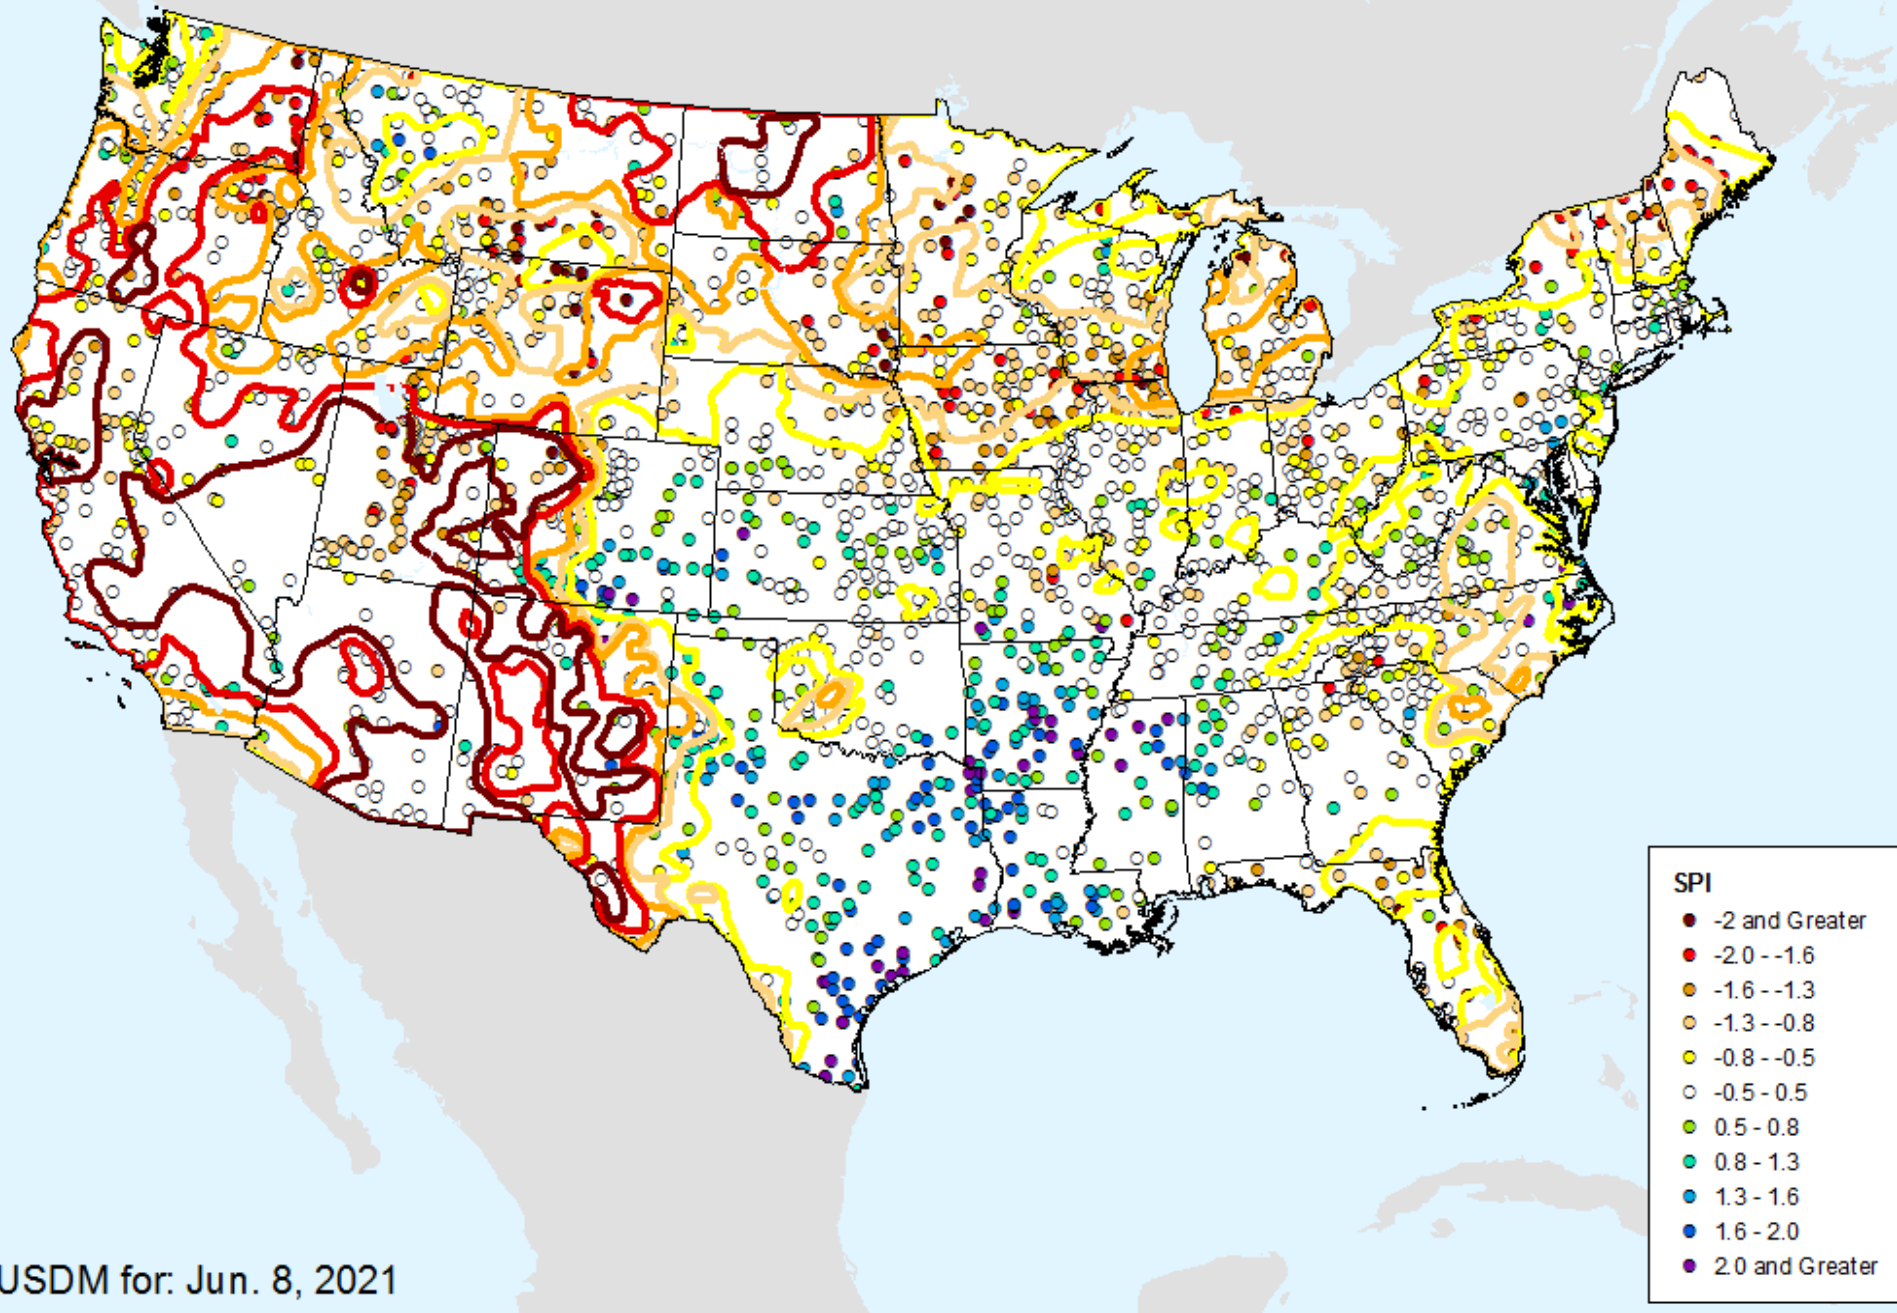 SPI
-2 and Greater
-2.0 - -1.6
-1.6 - -1.3
-1.3 - -0.8
-0.8 - -0.5
-0.5 - 0.5
0.5 - 0.8
0.8 - 1.3
1.3 - 1.6
1.6 - 2.0
2.0 and Greater
USDM for: Jun. 8, 2021